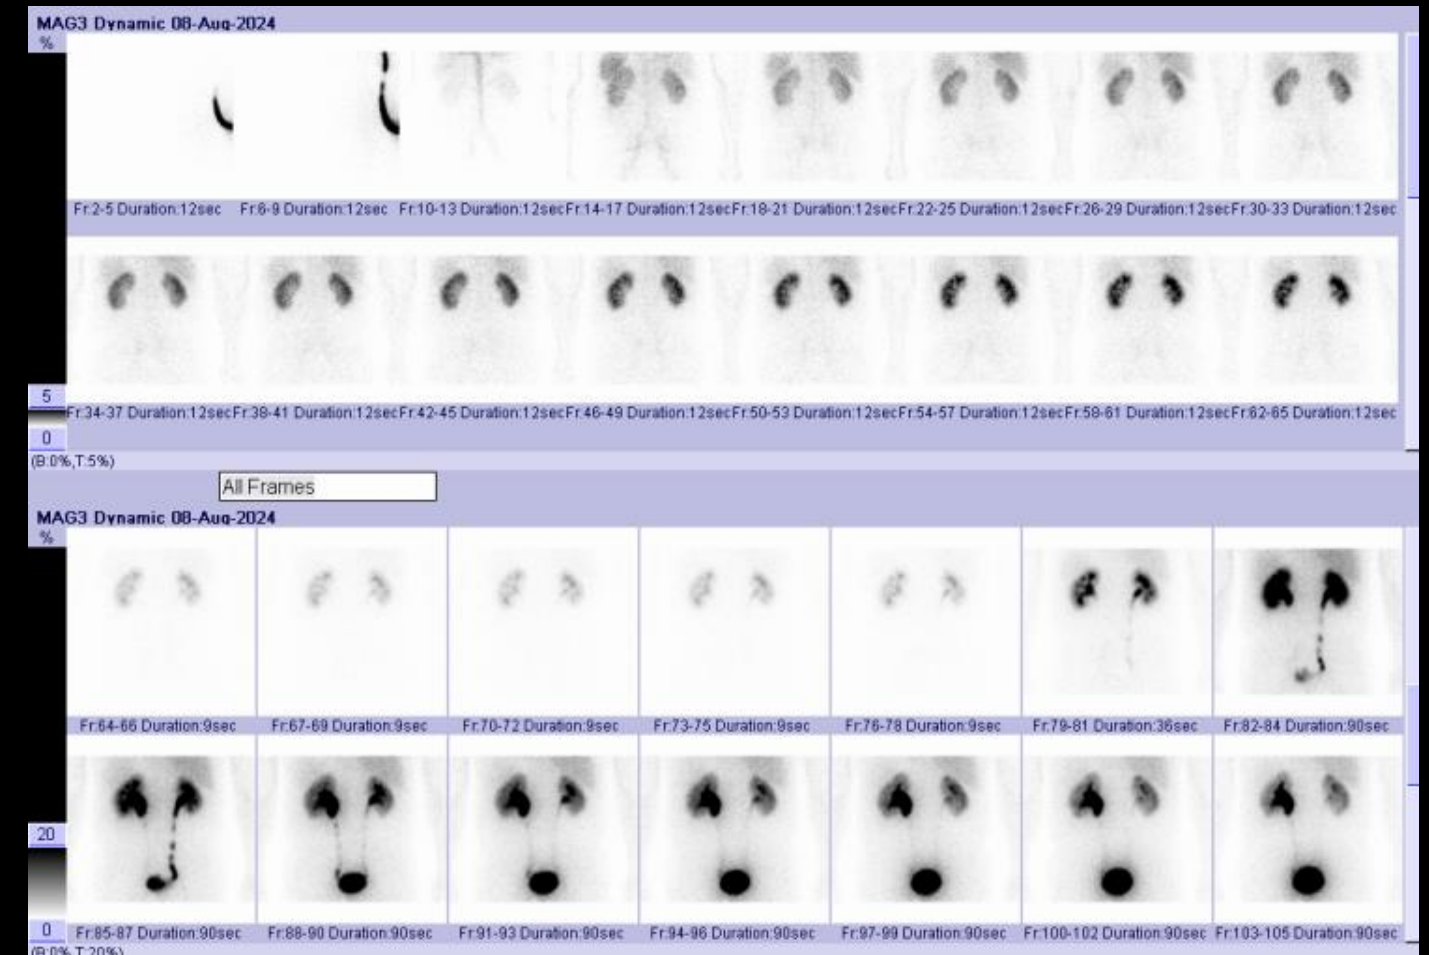 MAG3 Dynamic 08-Aug-2024
%
Fr:2-5 Duration:12sec Fr:6-9 Duration:12sec Fr:10-13 Duration:12sec Fr:14-17 Duration:12sec Fr:18-21 Duration:12sec Fr:22-25 Duration:12sec Fr:26-29 Duration:12sec Fr:30-33 Duration:12sec
5
Fr:34-37 Duration:12sec Fr:38-41 Duration:12sec Fr:42-45 Duration:12sec Fr:46-49 Duration:12sec Fr:50-53 Duration:12sec Fr:54-57 Duration:12sec Fr:58-61 Duration:12sec Fr:62-65 Duration:12sec
0
(B:0%,T:5%)
All Frames
MAG3 Dynamic 08-Aug-2024
%
Fr:64-66 Duration:9sec Fr:67-69 Duration:9sec Fr:70-72 Duration:9sec Fr:73-75 Duration:9sec Fr:76-78 Duration:9sec Fr:79-81 Duration:36sec Fr:82-84 Duration:90sec
20
0
Fr:85-87 Duration:90sec Fr:88-90 Duration:90sec Fr:91-93 Duration:90sec Fr:94-96 Duration:90sec Fr:97-99 Duration:90sec Fr:100-102 Duration:90sec Fr:103-105 Duration:90sec
(B:0%,T:20%)